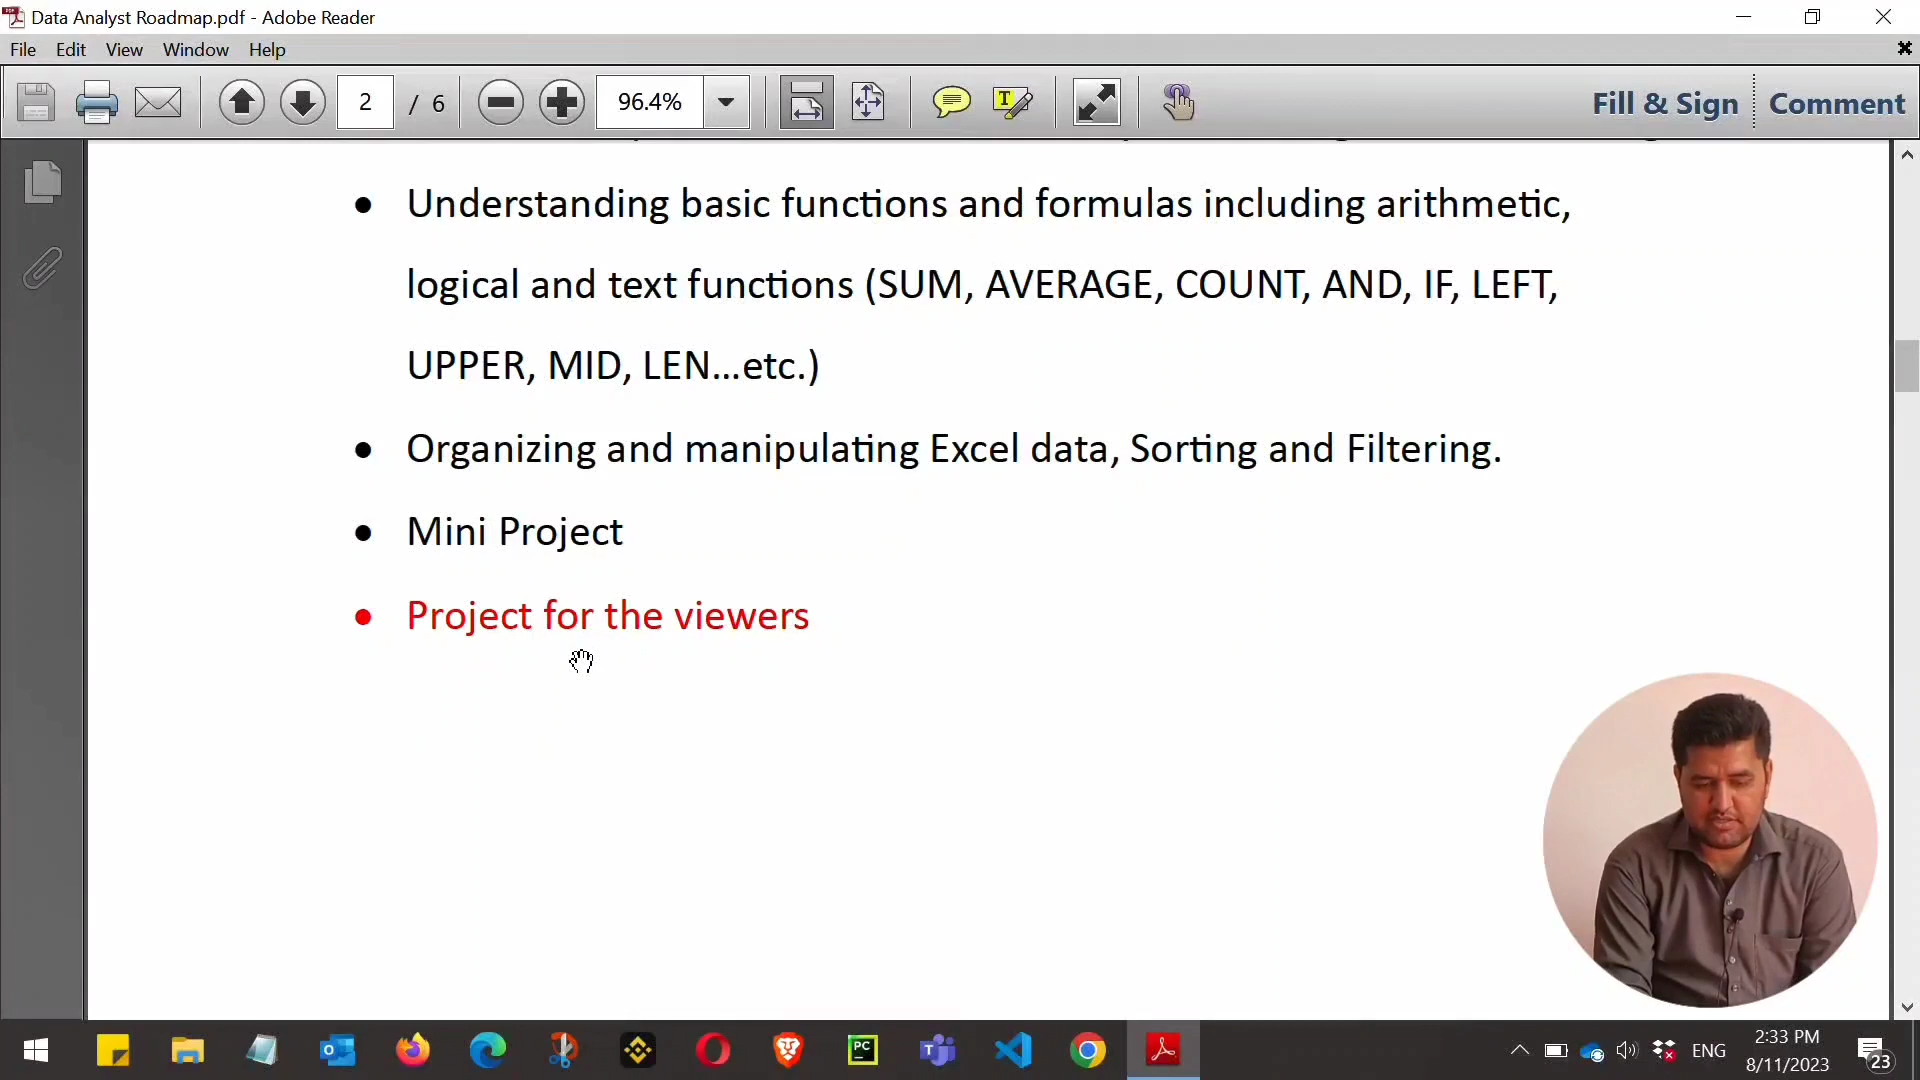 Data Analyst Roadmap.pdf - Adobe Reader
File Edit View Window Help
2 / 6 96.4% Fill & Sign Comment
• Understanding basic functions and formulas including arithmetic,
logical and text functions (SUM, AVERAGE, COUNT, AND, IF, LEFT,
UPPER, MID, LEN...etc.)
• Organizing and manipulating Excel data, Sorting and Filtering.
• Mini Project
• Project for the viewers
ENG
2:33 PM
8/11/2023
23